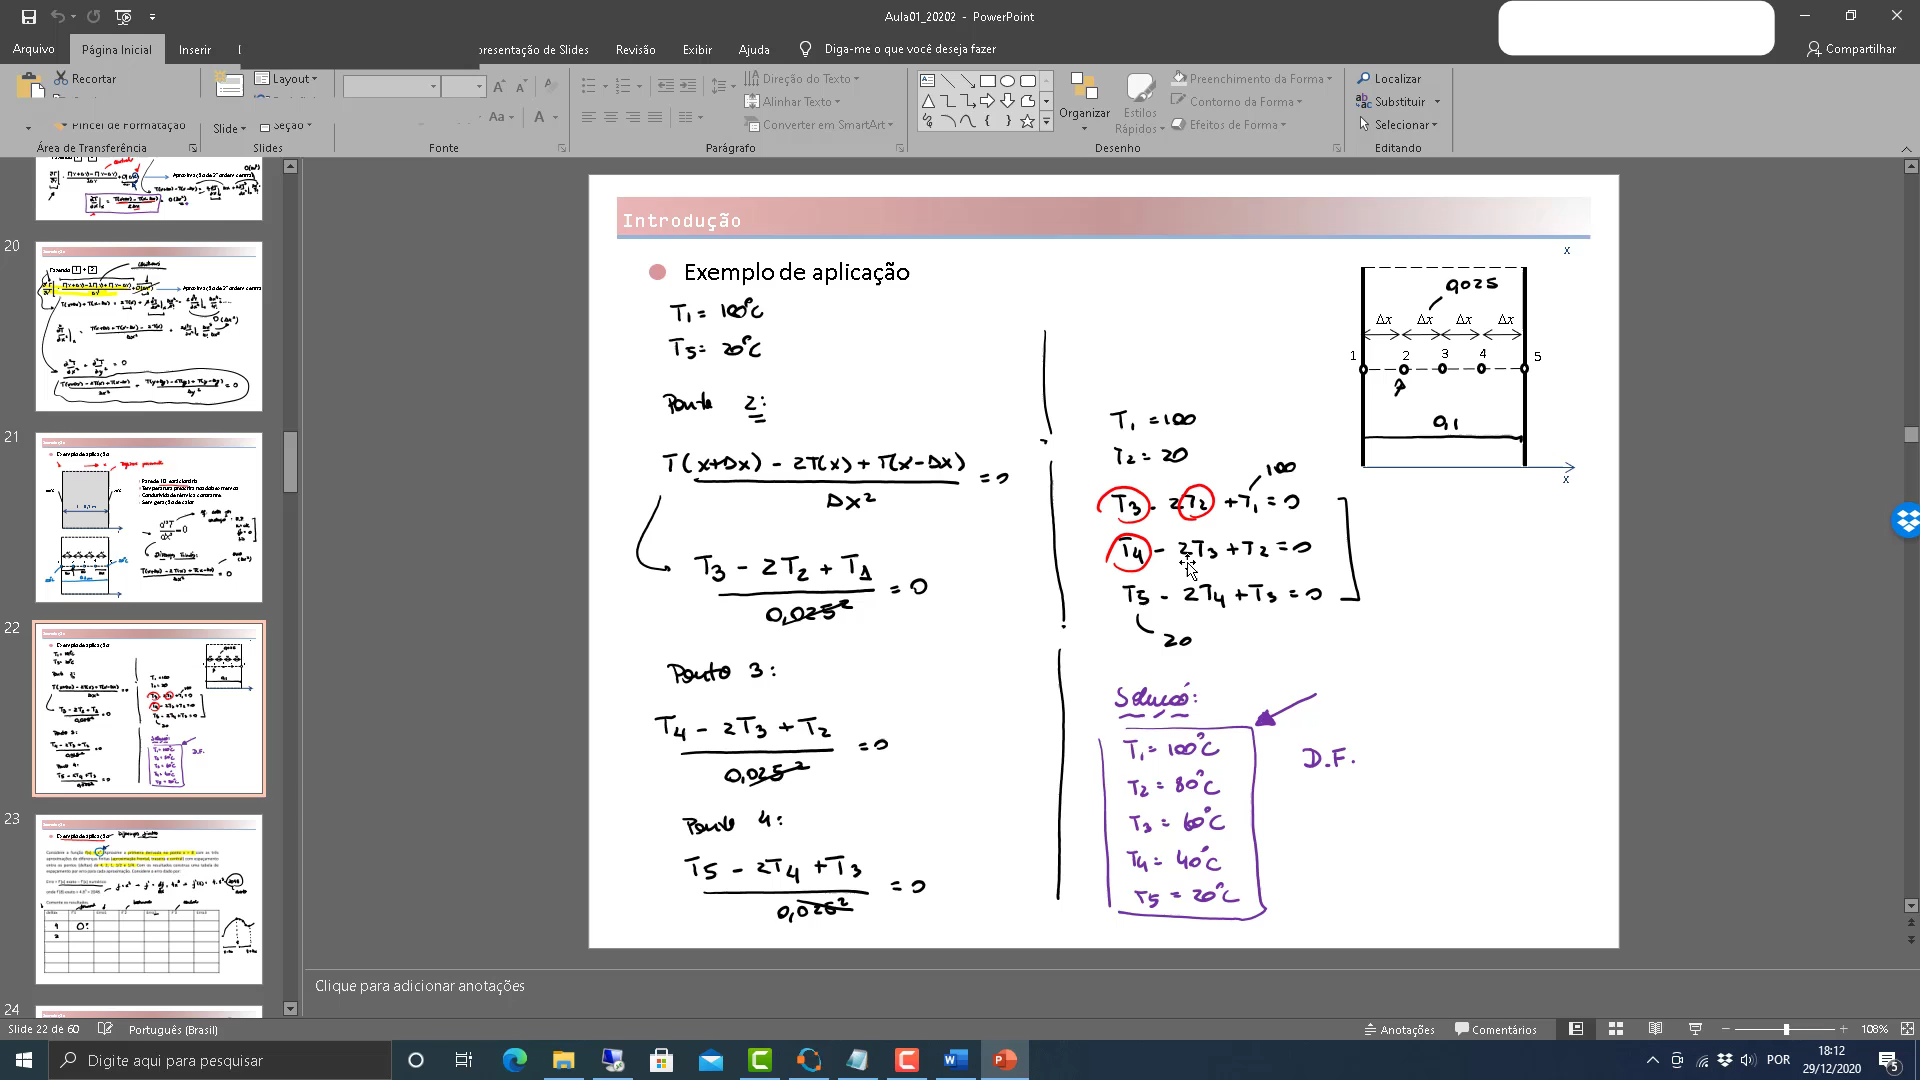 Aula01_20202 - PowerPoint
Arquivo
Página Inicial
Inserir
presentação de Slides
Revisão
Exibir
Ajuda
Diga-me o que você deseja fazer
Compartilhar
Recortar
Pincel de Formatação
Área de Transferência
Layout
Slide
Seção
Slides
Aa
A
Fonte
Direção do Texto
Alinhar Texto
Converter em SmartArt
Parágrafo
Organizar
Estilos
Rápidos
Preenchimento da Forma
Contorno da Forma
Efeitos de Forma
Desenho
Localizar
Substituir
Selecionar
Editando
20
21
22
23
24
Introdução
Exemplo de aplicação
T1 = 100°C
T5 = 20°C
Ponto 2:
T(x+Δx) - 2T(x) + T(x-Δx)
= 0
Δx²
T3 - 2T2 + T1
= 0
0,025²
Ponto 3:
T4 - 2T3 + T2
= 0
0,025²
Ponto 4:
T5 - 2T4 + T3
= 0
0,025²
T1 = 100
T2 = 20
100
T3 - 2T2 + T1 = 0
T4 - 2T3 + T2 = 0
T5 - 2T4 + T3 = 0
20
Solução:
T1 = 100°C
T2 = 80°C
T3 = 60°C
T4 = 40°C
T5 = 20°C
D.F.
x
0,025
Δx Δx Δx Δx
1 2 3 4 5
0,1
x
Clique para adicionar anotações
Slide 22 de 60
Português (Brasil)
Anotações
Comentários
108%
Digite aqui para pesquisar
POR
18:12
29/12/2020
5